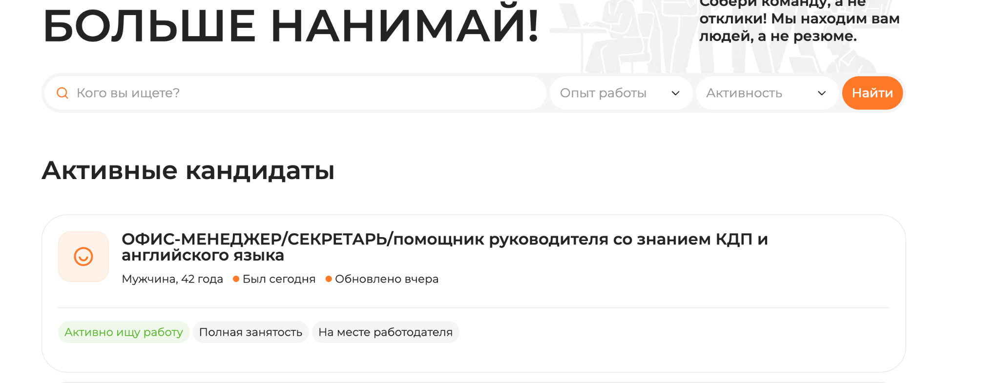 БОЛЬШЕ НАНИМАЙ!
Собери команду, а не
отклики! Мы находим вам
людей, а не резюме.
Кого вы ищете?
Опыт работы
Активность
Найти
Активные кандидаты
ОФИС-МЕНЕДЖЕР/СЕКРЕТАРЬ/помощник руководителя со знанием КДП и
английского языка
Мужчина, 42 года
Был сегодня
Обновлено вчера
Активно ищу работу
Полная занятость
На месте работодателя